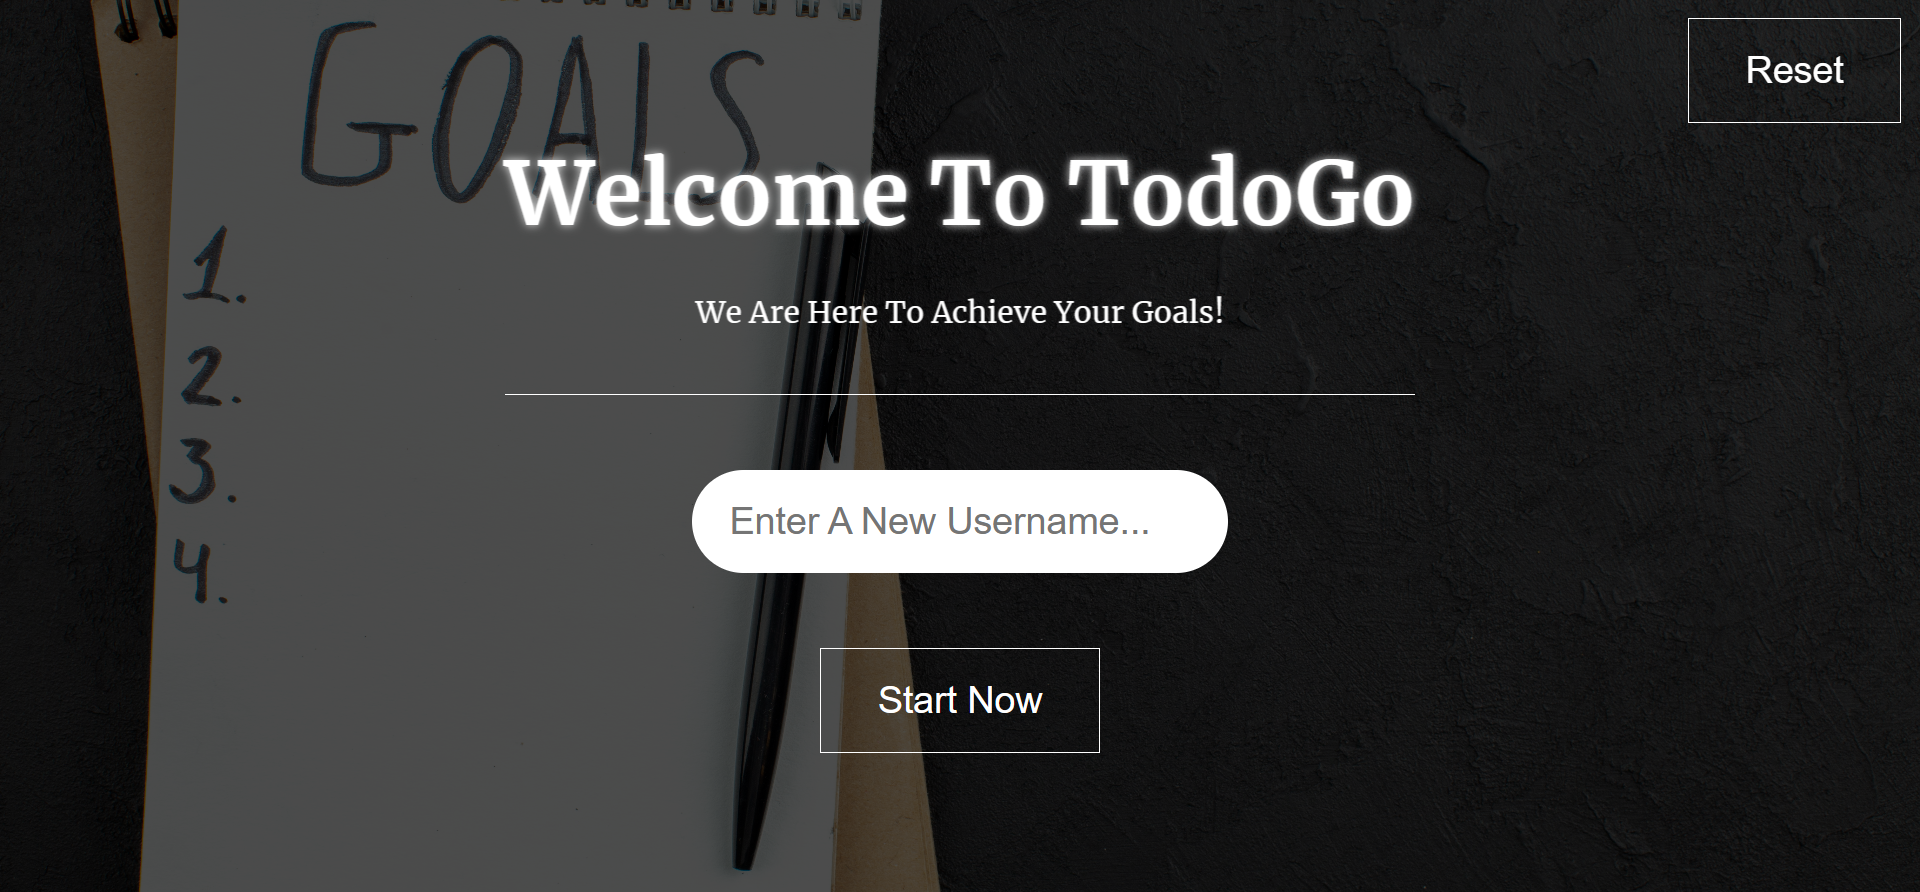 Reset
GOALS
Welcome To TodoGo
We Are Here To Achieve Your Goals!
1.
2.
3.
4.
Enter A New Username...
Start Now